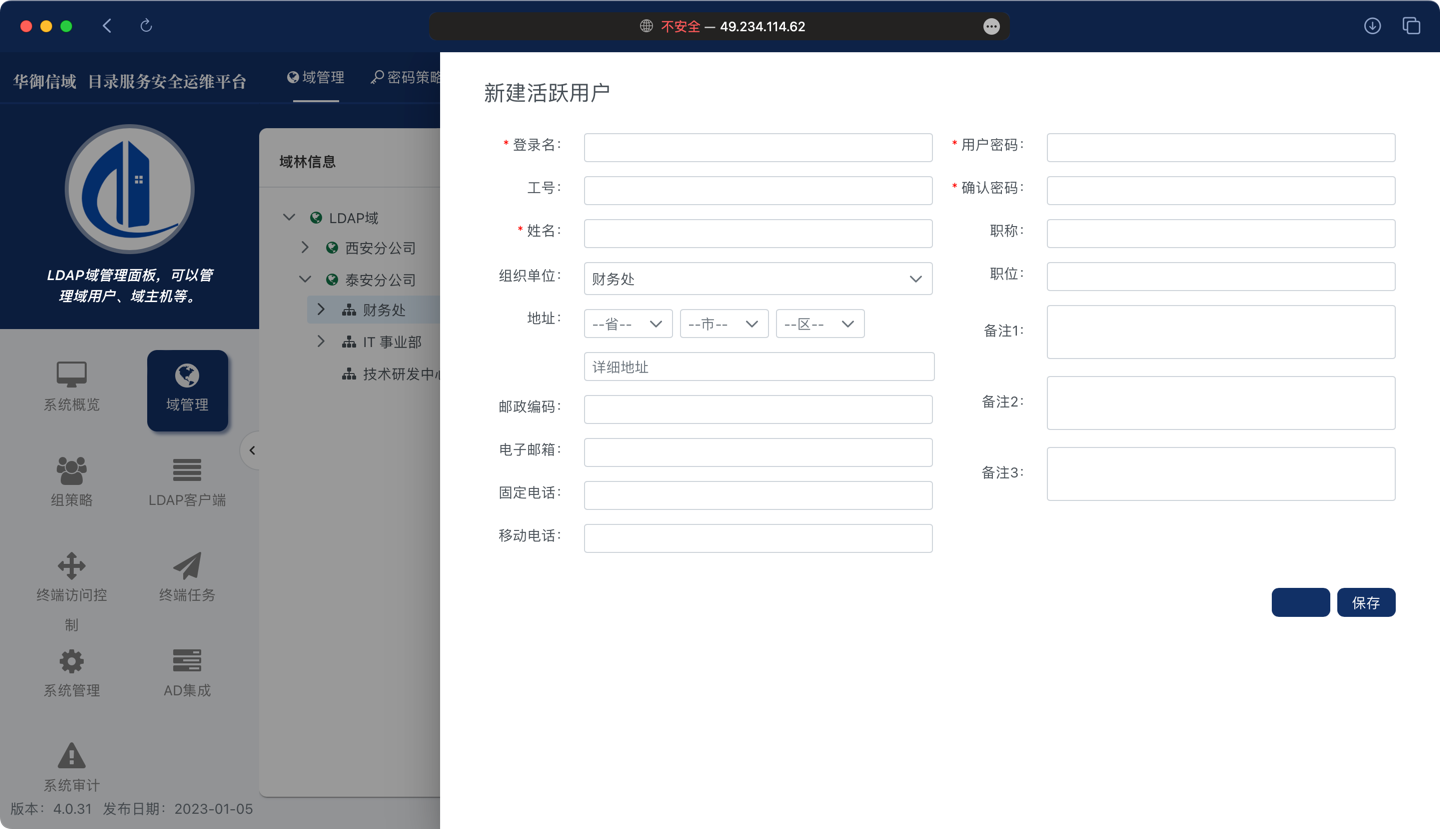 不安全 — 49.234.114.62
华御信域 目录服务安全运维平台
域管理
密码策略
LDAP域管理面板，可以管
理域用户、域主机等。
系统概览
域管理
组策略
LDAP客户端
终端访问控
制
终端任务
系统管理
AD集成
系统审计
版本： 4.0.31 发布日期： 2023-01-05
域林信息
LDAP域
西安分公司
泰安分公司
财务处
IT 事业部
技术研发中心
新建活跃用户
* 登录名：
工号：
* 姓名：
组织单位：
财务处
地址：
--省--
--市--
--区--
详细地址
邮政编码：
电子邮箱：
固定电话：
移动电话：
* 用户密码：
* 确认密码：
职称：
职位：
备注1：
备注2：
备注3：
保存